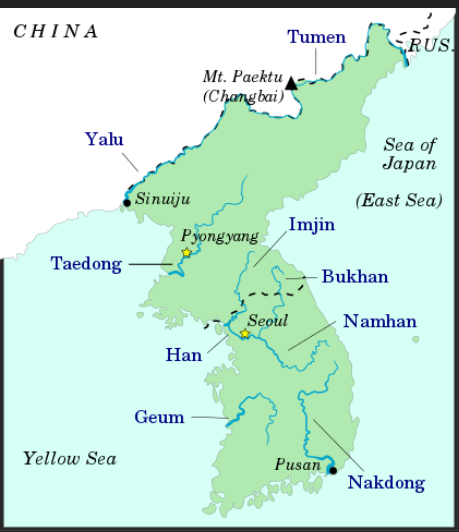 CHINA
Tumen
RUS.
Mt. Paektu
(Changbai)
Yalu
Sea of
Japan
(East Sea)
Sinuiju
Imjin
Pyongyang
Taedong
Bukhan
Seoul
Namhan
Han
Geum
Yellow Sea
Pusan
Nakdong